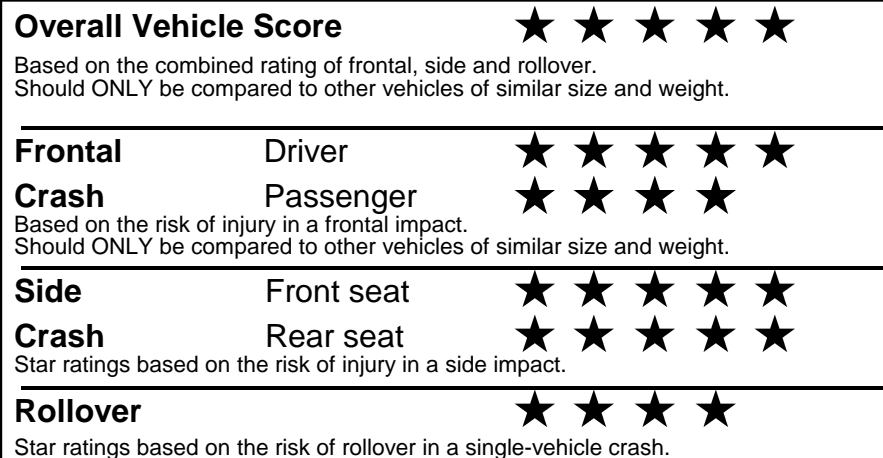 Overall Vehicle Score ★ ★ ★ ★ ★
Based on the combined rating of frontal, side and rollover.
Should ONLY be compared to other vehicles of similar size and weight.
Frontal Driver ★ ★ ★ ★ ★
Crash Passenger ★ ★ ★ ★
Based on the risk of injury in a frontal impact.
Should ONLY be compared to other vehicles of similar size and weight.
Side Front seat ★ ★ ★ ★ ★
Crash Rear seat ★ ★ ★ ★ ★
Star ratings based on the risk of injury in a side impact.
Rollover ★ ★ ★ ★
Star ratings based on the risk of rollover in a single-vehicle crash.